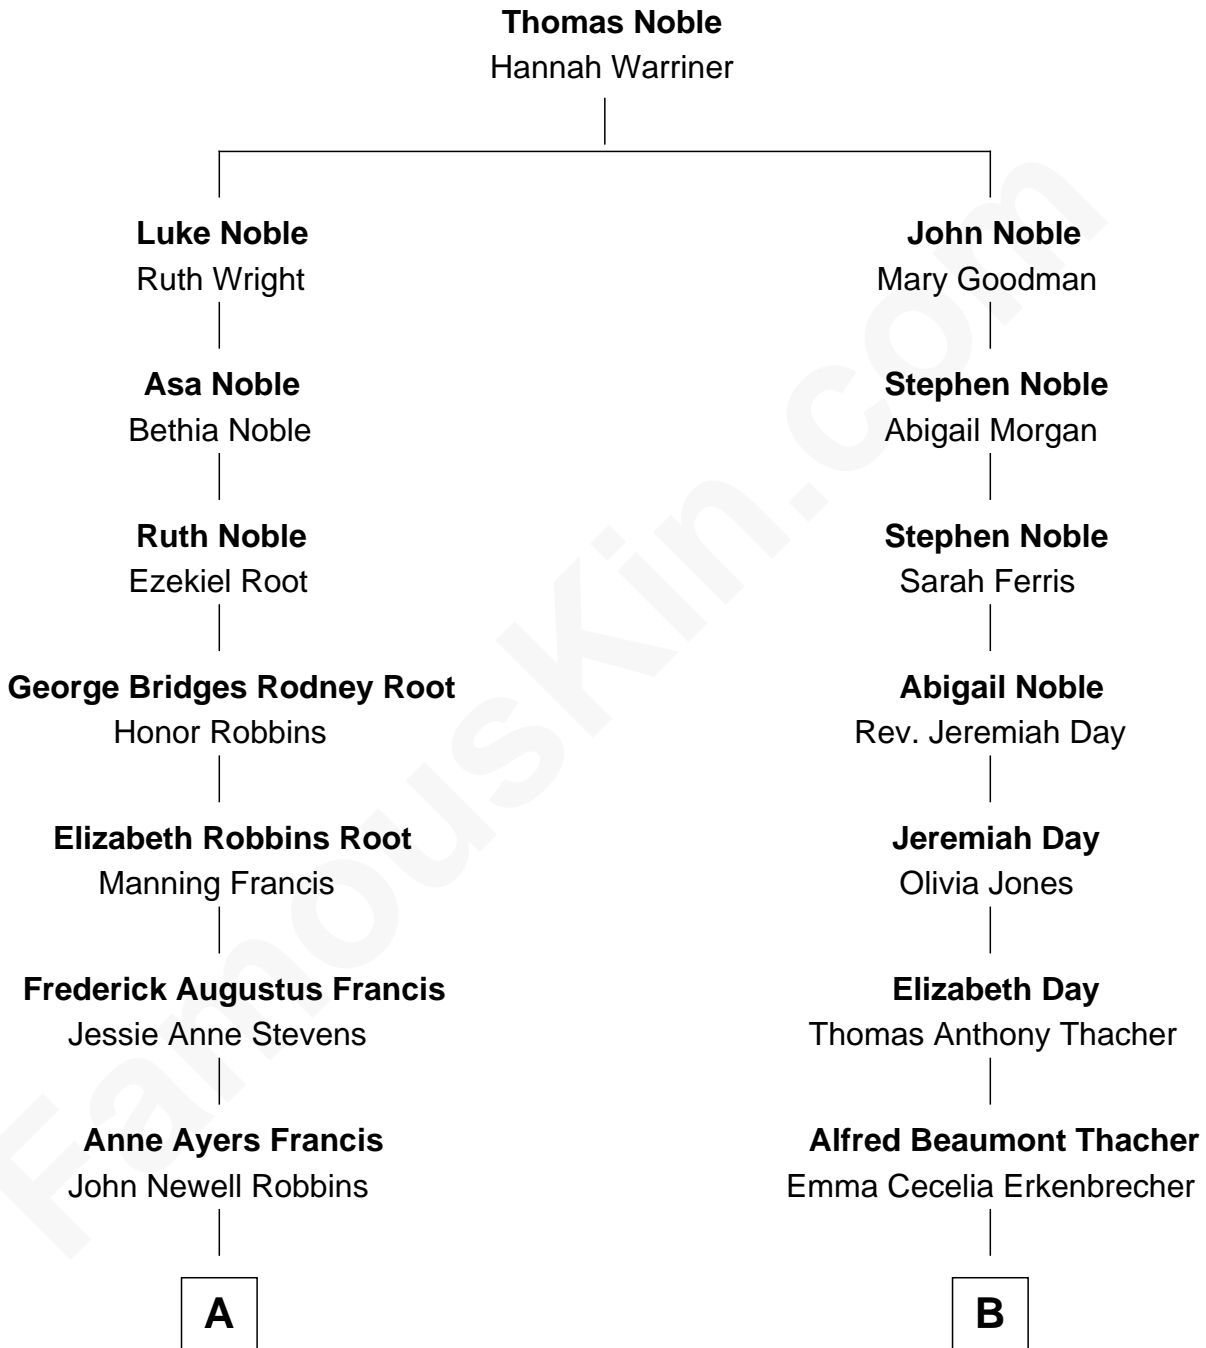 Thomas Noble
Hannah Warriner
Luke Noble
Ruth Wright
John Noble
Mary Goodman
Asa Noble
Bethia Noble
Stephen Noble
Abigail Morgan
Ruth Noble
Ezekiel Root
Stephen Noble
Sarah Ferris
George Bridges Rodney Root
Honor Robbins
Abigail Noble
Rev. Jeremiah Day
Elizabeth Robbins Root
Manning Francis
Jeremiah Day
Olivia Jones
Frederick Augustus Francis
Jessie Anne Stevens
Elizabeth Day
Thomas Anthony Thacher
Anne Ayers Francis
John Newell Robbins
Alfred Beaumont Thacher
Emma Cecelia Erkenbrecher
A
B
FamousKin.com